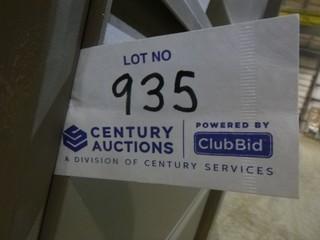 LOT NO
935
CENTURY
AUCTIONS
POWERED BY
ClubBid
A DIVISION OF CENTURY SERVICES